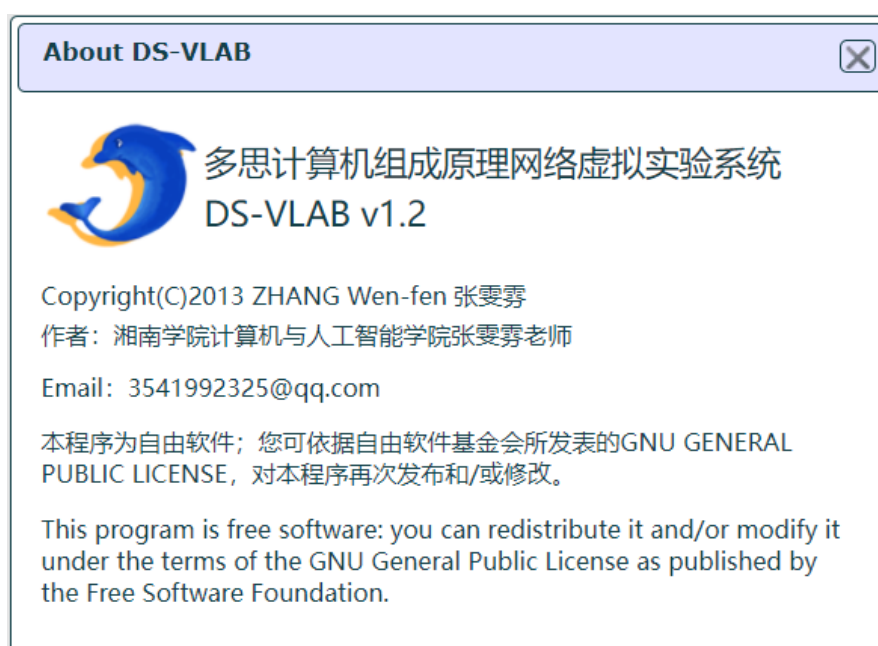 About DS-VLAB
多思计算机组成原理网络虚拟实验系统
DS-VLAB v1.2
Copyright(C)2013 ZHANG Wen-fen 张雯雰
作者：湘南学院计算机与人工智能学院张雯雰老师
Email：3541992325@qq.com
本程序为自由软件；您可依据自由软件基金会所发表的GNU GENERAL
PUBLIC LICENSE，对本程序再次发布和/或修改。
This program is free software: you can redistribute it and/or modify it
under the terms of the GNU General Public License as published by
the Free Software Foundation.